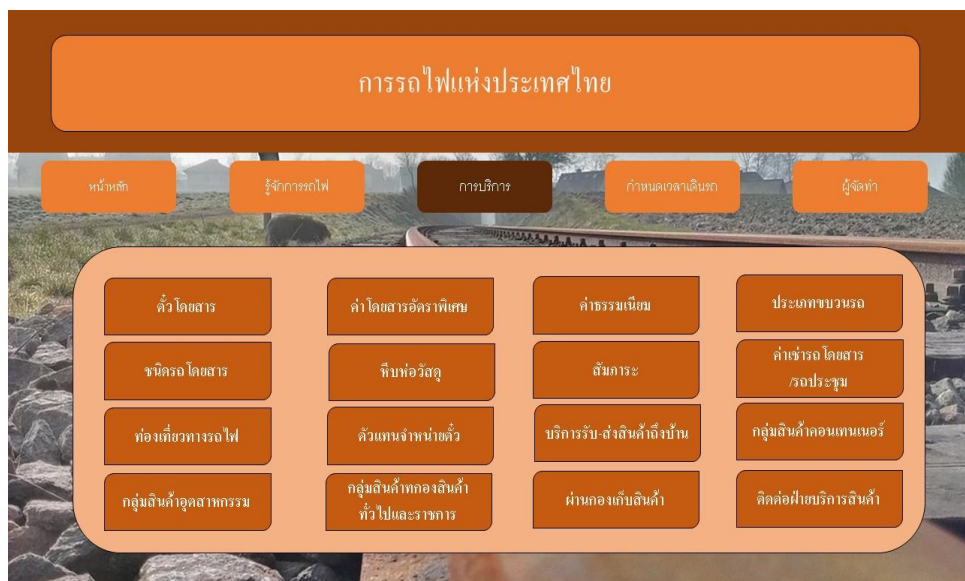 การรถไฟแห่งประเทศไทย
หน้าหลัก
รู้จักการรถไฟ
การบริการ
กำหนดเวลาเดินรถ
ผู้จัดทำ
ตั๋วโดยสาร
ค่าโดยสารอัตราพิเศษ
ค่าธรรมเนียม
ประเภทขบวนรถ
ชนิดรถโดยสาร
หีบห่อวัสดุ
สัมภาระ
ค่าเช่ารถโดยสาร
/รถประชุม
ท่องเที่ยวทางรถไฟ
ตัวแทนจำหน่ายตั๋ว
บริการรับ-ส่งสินค้าถึงบ้าน
กลุ่มสินค้าคอนเทนเนอร์
กลุ่มสินค้าอุตสาหกรรม
กลุ่มสินค้าทกองสินค้า
ทั่วไปและราชการ
ผ่านกองเก็บสินค้า
ติดต่อฝ่ายบริการสินค้า